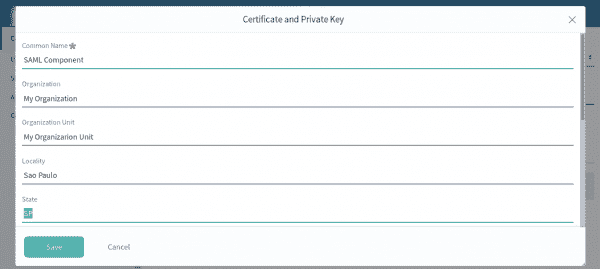 Certificate and Private Key
Common Name *
SAML Component
Organization
My Organization
Organization Unit
My Organizarion Unit
Locality
Sao Paulo
State
SP
Save
Cancel